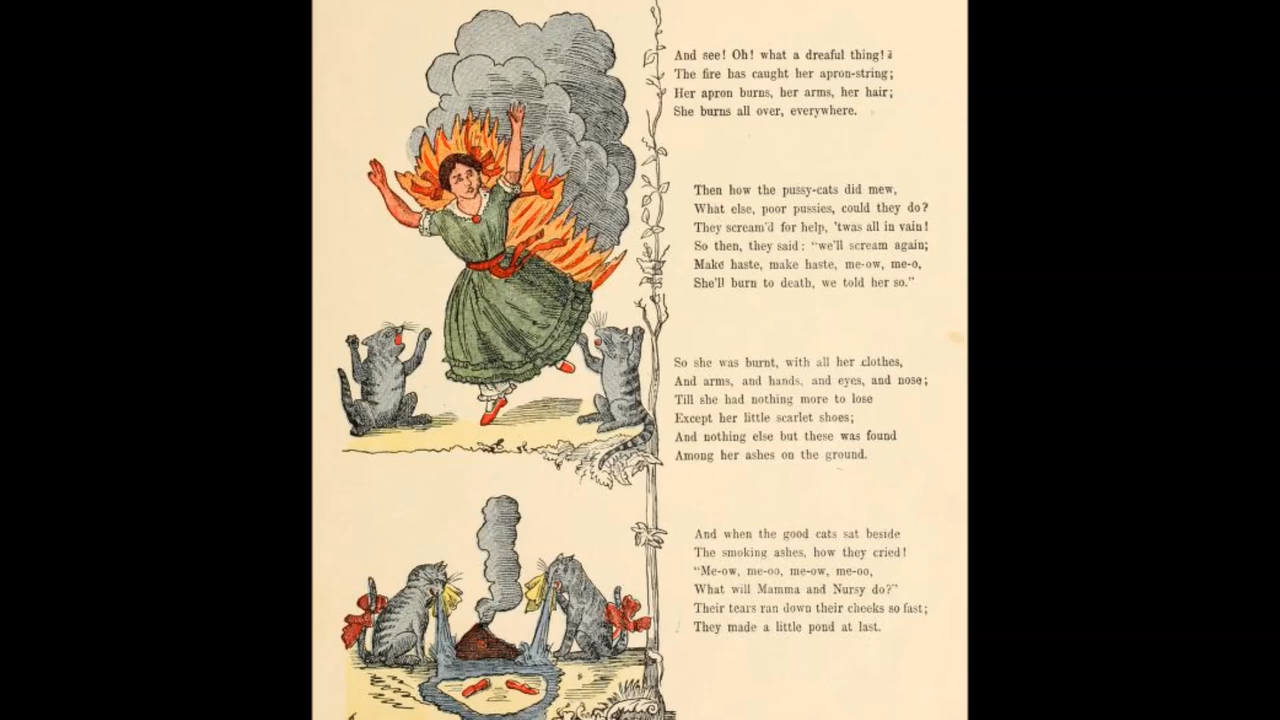 And see! Oh! what a dreaful thing!
The fire has caught her apron-string;
Her apron burns, her arms, her hair;
She burns all over, everywhere.
Then how the pussy-cats did mew,
What else, poor pussies, could they do?
They scream'd for help, 'twas all in vain!
So then, they said: "we'll scream again;
Make haste, make haste, me-ow, me-o,
She'll burn to death, we told her so."
So she was burnt, with all her clothes,
And arms, and hands, and eyes, and nose;
Till she had nothing more to lose
Except her little scarlet shoes;
And nothing else but these was found
Among her ashes on the ground.
And when the good cats sat beside
The smoking ashes, how they cried!
"Me-ow, me-oo, me-ow, me-oo,
What will Mamma and Nursy do?"
Their tears ran down their cheeks so fast;
They made a little pond at last.